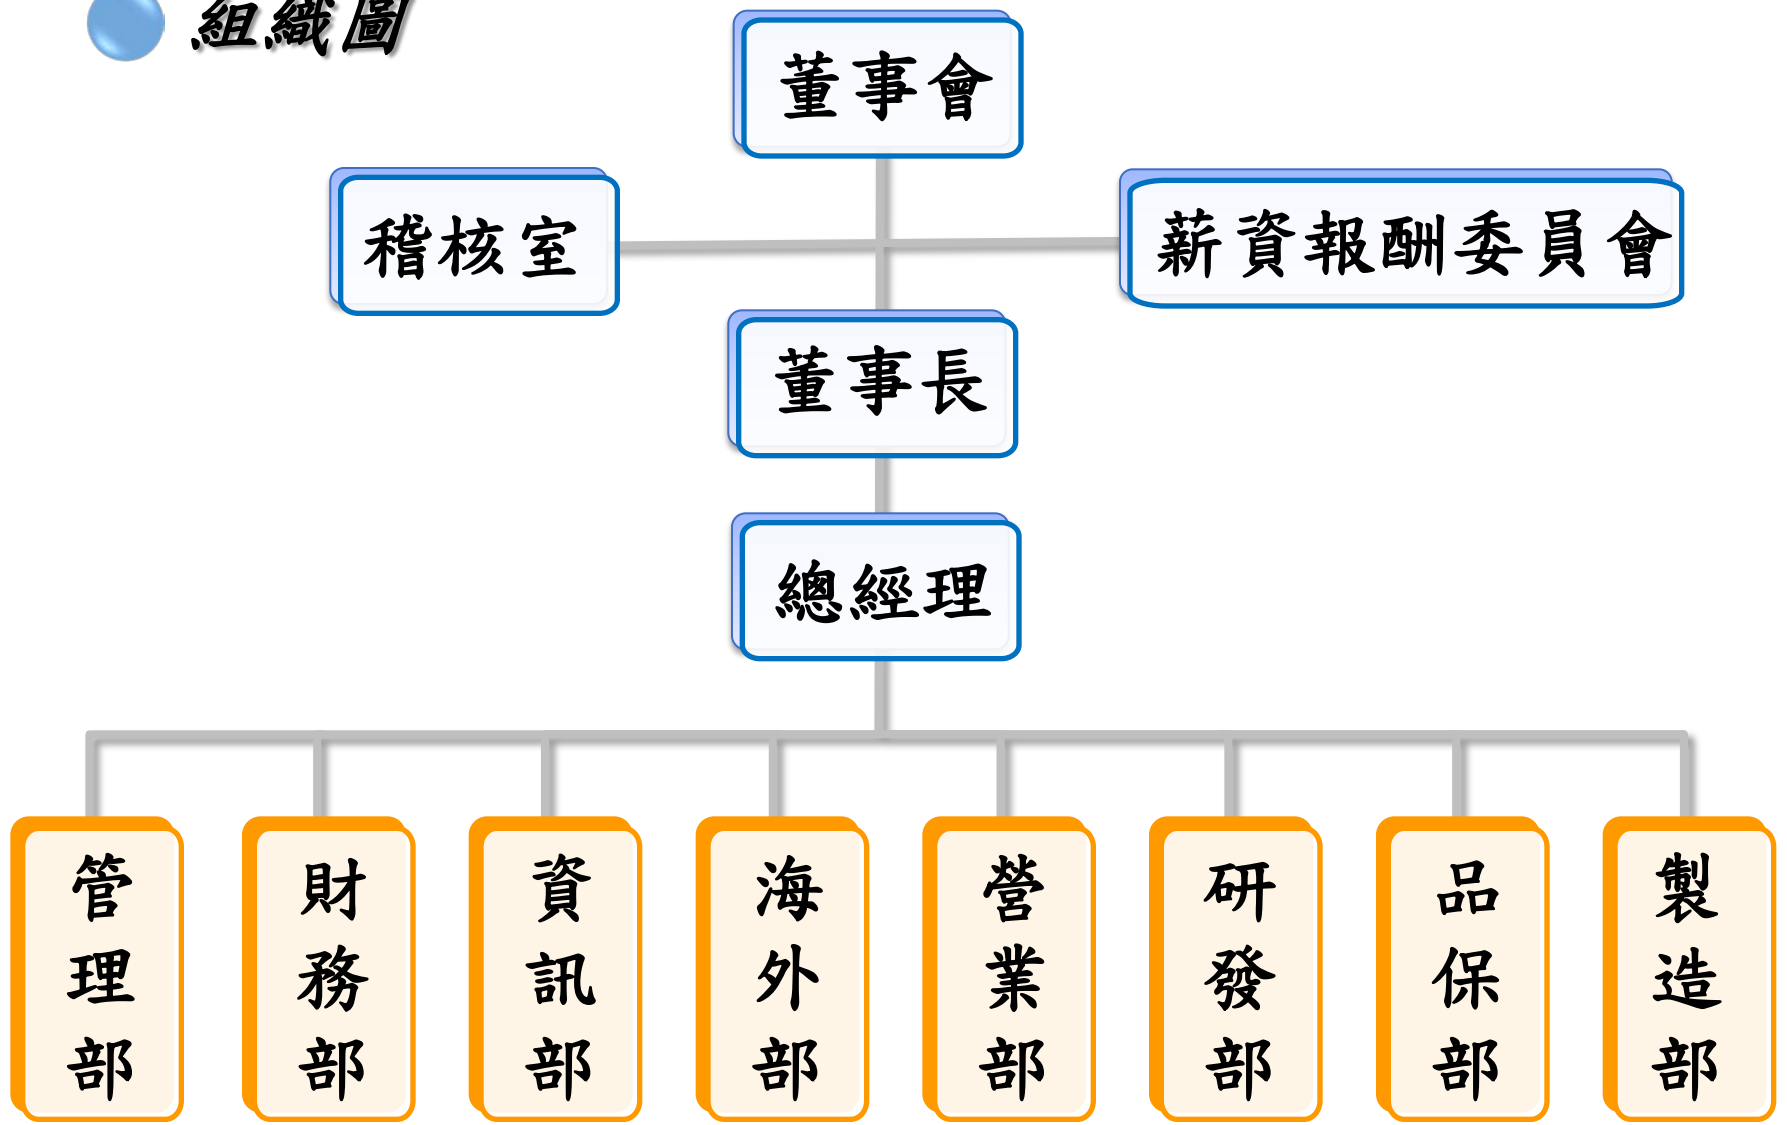 組織圖
董事會
稽核室
薪資報酬委員會
董事長
總經理
管理部
財務部
資訊部
海外部
營業部
研發部
品保部
製造部